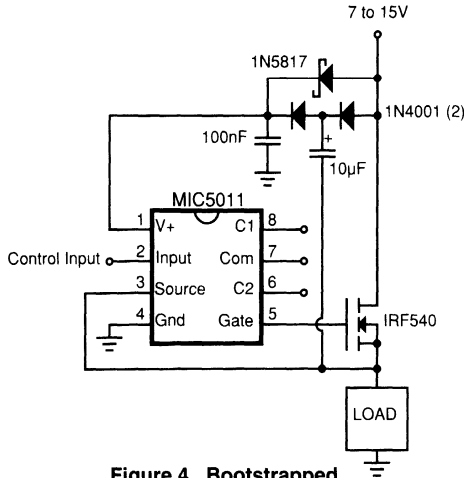 7 to 15V
1N5817
1N4001 (2)
100nF
+
10µF
MIC5011
1 V+ C1 8
Control Input 2 Input Com 7
3 Source C2 6
4 Gnd Gate 5
IRF540
LOAD
Figure 4. Bootstrapped